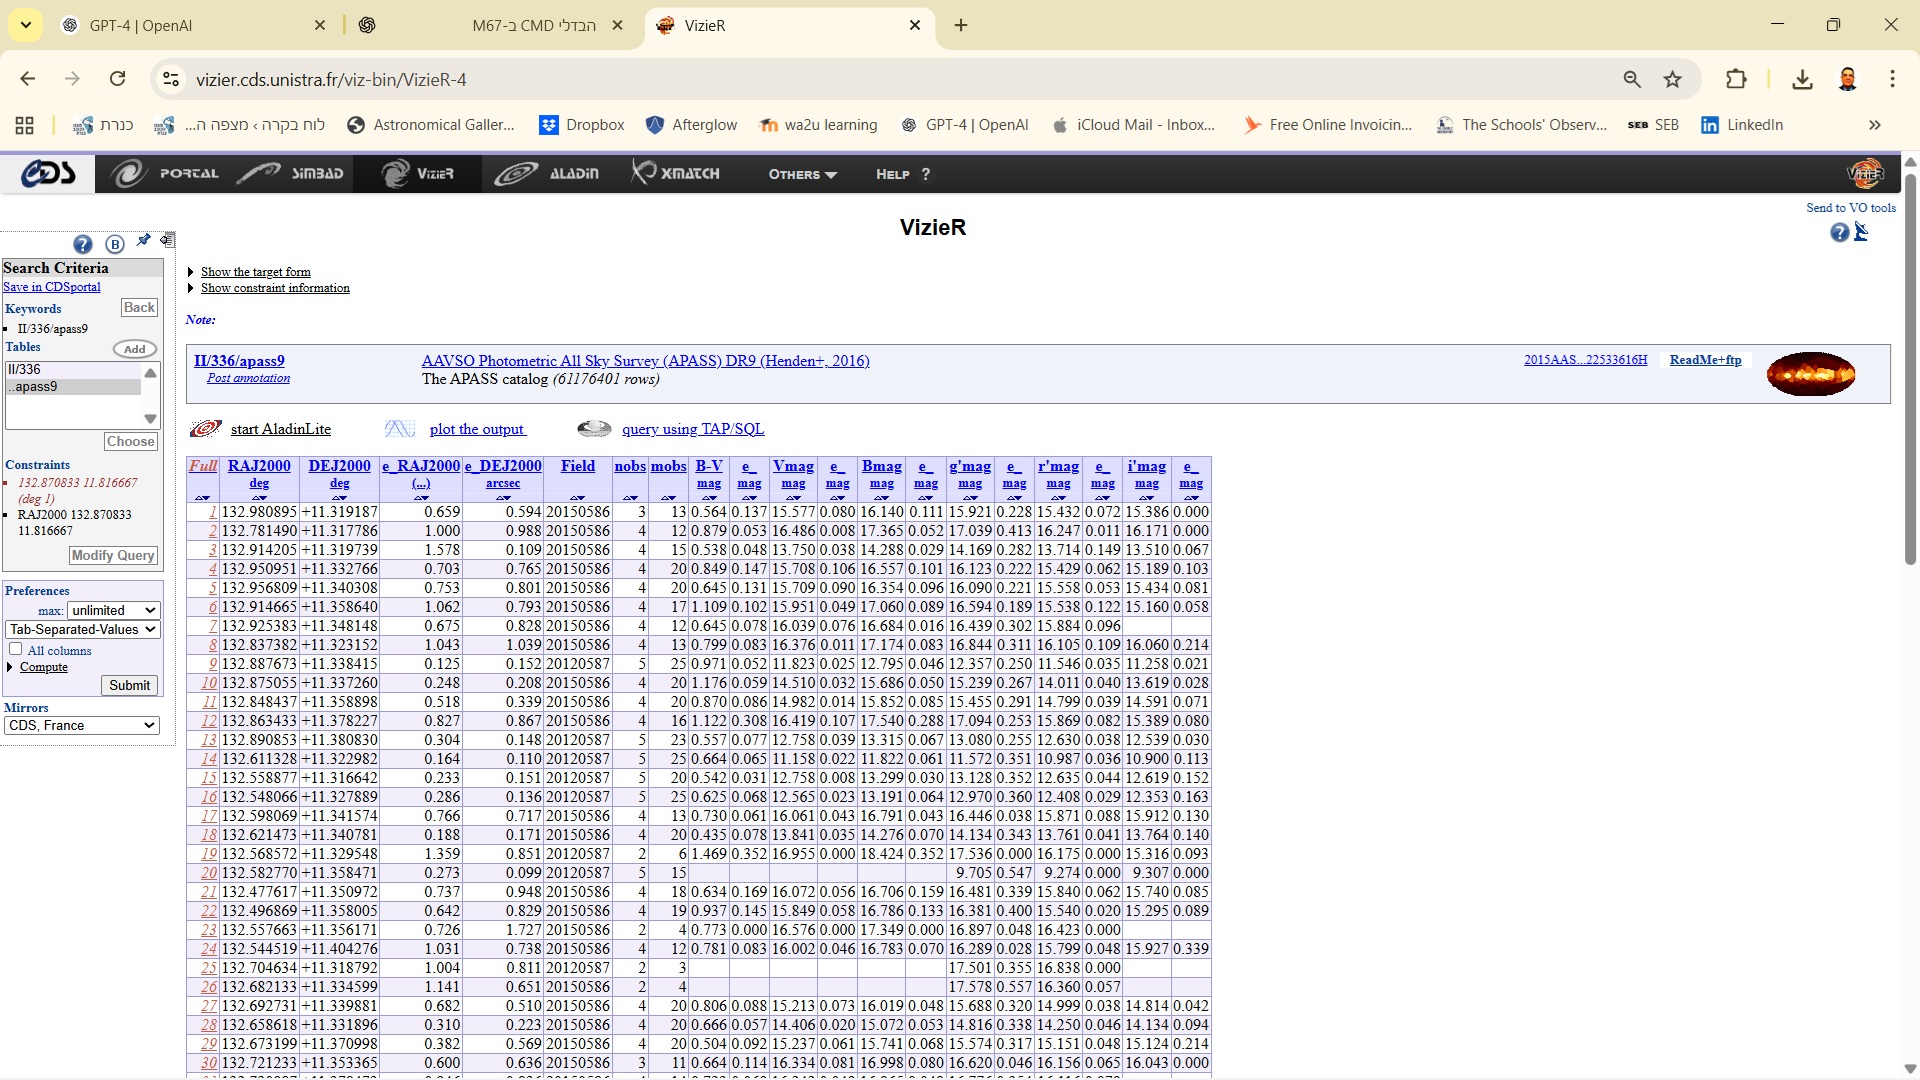 GPT-4 | OpenAI
הבדלי CMD ב-M67
VizieR
vizier.cds.unistra.fr/viz-bin/VizieR-4
כנרת
לוח בקרה › מצפה ה...
Astronomical Galler...
Dropbox
Afterglow
wa2u learning
GPT-4 | OpenAI
iCloud Mail - Inbox...
Free Online Invoicin...
The Schools' Observ...
SEB
LinkedIn
CDS PORTAL SIMBAD VizieR ALADIN XMATCH OTHERS HELP ?
Send to VO tools
VizieR
Search Criteria
Save in CDSportal
Keywords Back
II/336/apass9
Tables Add
II/336
..apass9
Choose
Constraints
132.870833 11.816667
(deg 1)
RAJ2000 132.870833
11.816667
Modify Query
Preferences
max: unlimited
Tab-Separated-Values
All columns
Compute
Submit
Mirrors
CDS, France
Show the target form
Show constraint information
Note:
II/336/apass9 AAVSO Photometric All Sky Survey (APASS) DR9 (Henden+, 2016) 2015AAS...22533616H ReadMe+ftp
Post annotation The APASS catalog (61176401 rows)
start AladinLite plot the output query using TAP/SQL
Full RAJ2000 DEJ2000 e_RAJ2000 e_DEJ2000 Field nobs mobs B-V e_ Vmag e_ Bmag e_ g'mag e_ r'mag e_ i'mag e_
deg deg (...) arcsec mag mag mag mag mag mag mag mag mag mag mag mag
1 132.980895 +11.319187 0.659 0.594 20150586 3 13 0.564 0.137 15.577 0.080 16.140 0.111 15.921 0.228 15.432 0.072 15.386 0.000
2 132.781490 +11.317786 1.000 0.988 20150586 4 12 0.879 0.053 16.486 0.008 17.365 0.052 17.039 0.413 16.247 0.011 16.171 0.000
3 132.914205 +11.319739 1.578 0.109 20150586 4 15 0.538 0.048 13.750 0.038 14.288 0.029 14.169 0.282 13.714 0.149 13.510 0.067
4 132.950951 +11.332766 0.703 0.765 20150586 4 20 0.849 0.147 15.708 0.106 16.557 0.101 16.123 0.222 15.429 0.062 15.189 0.103
5 132.956809 +11.340308 0.753 0.801 20150586 4 20 0.645 0.131 15.709 0.090 16.354 0.096 16.090 0.221 15.558 0.053 15.434 0.081
6 132.914665 +11.358640 1.062 0.793 20150586 4 17 1.109 0.102 15.951 0.049 17.060 0.089 16.594 0.189 15.538 0.122 15.160 0.058
7 132.925383 +11.348148 0.675 0.828 20150586 4 12 0.645 0.078 16.039 0.076 16.684 0.016 16.439 0.302 15.884 0.096
8 132.837382 +11.323152 1.043 1.039 20150586 4 13 0.799 0.083 16.376 0.011 17.174 0.083 16.844 0.311 16.105 0.109 16.060 0.214
9 132.887673 +11.338415 0.125 0.152 20120587 5 25 0.971 0.052 11.823 0.025 12.795 0.046 12.357 0.250 11.546 0.035 11.258 0.021
10 132.875055 +11.337260 0.248 0.208 20150586 4 20 1.176 0.059 14.510 0.032 15.686 0.050 15.239 0.267 14.011 0.040 13.619 0.028
11 132.848437 +11.358898 0.518 0.339 20150586 4 20 0.870 0.086 14.982 0.014 15.852 0.085 15.455 0.291 14.799 0.039 14.591 0.071
12 132.863433 +11.378227 0.827 0.867 20150586 4 16 1.122 0.308 16.419 0.107 17.540 0.288 17.094 0.253 15.869 0.082 15.389 0.080
13 132.890853 +11.380830 0.304 0.148 20120587 5 23 0.557 0.077 12.758 0.039 13.315 0.067 13.080 0.255 12.630 0.038 12.539 0.030
14 132.611328 +11.322982 0.164 0.110 20120587 5 25 0.664 0.065 11.158 0.022 11.822 0.061 11.572 0.351 10.987 0.036 10.900 0.113
15 132.558877 +11.316642 0.233 0.151 20120587 5 20 0.542 0.031 12.758 0.008 13.299 0.030 13.128 0.352 12.635 0.044 12.619 0.152
16 132.548066 +11.327889 0.286 0.136 20120587 5 25 0.625 0.068 12.565 0.023 13.191 0.064 12.970 0.360 12.408 0.029 12.353 0.163
17 132.598069 +11.341574 0.766 0.717 20150586 4 13 0.730 0.061 16.061 0.043 16.791 0.043 16.446 0.038 15.871 0.088 15.912 0.130
18 132.621473 +11.340781 0.188 0.171 20150586 4 20 0.435 0.078 13.841 0.035 14.276 0.070 14.134 0.343 13.761 0.041 13.764 0.140
19 132.568572 +11.329548 1.359 0.851 20120587 2 6 1.469 0.352 16.955 0.000 18.424 0.352 17.536 0.000 16.175 0.000 15.316 0.093
20 132.582770 +11.358471 0.273 0.099 20120587 5 15 9.705 0.547 9.274 0.000 9.307 0.000
21 132.477617 +11.350972 0.737 0.948 20150586 4 18 0.634 0.169 16.072 0.056 16.706 0.159 16.481 0.339 15.840 0.062 15.740 0.085
22 132.496869 +11.358005 0.642 0.829 20150586 4 19 0.937 0.145 15.849 0.058 16.786 0.133 16.381 0.400 15.540 0.020 15.295 0.089
23 132.557663 +11.356171 0.726 1.727 20150586 2 4 0.773 0.000 16.576 0.000 17.349 0.000 16.897 0.048 16.423 0.000
24 132.544519 +11.404276 1.031 0.738 20150586 4 12 0.781 0.083 16.002 0.046 16.783 0.070 16.289 0.028 15.799 0.048 15.927 0.339
25 132.704634 +11.318792 1.004 0.811 20120587 2 3 17.501 0.355 16.838 0.000
26 132.682133 +11.334599 1.141 0.651 20120587 2 4 17.578 0.557 16.360 0.057
27 132.692731 +11.339881 0.682 0.510 20150586 4 20 0.806 0.088 15.213 0.073 16.019 0.048 15.688 0.320 14.999 0.038 14.814 0.042
28 132.658618 +11.331896 0.310 0.223 20150586 4 20 0.666 0.057 14.406 0.020 15.072 0.053 14.816 0.338 14.250 0.046 14.134 0.094
29 132.673199 +11.370998 0.382 0.569 20150586 4 20 0.504 0.092 15.237 0.061 15.741 0.068 15.574 0.317 15.151 0.048 15.124 0.214
30 132.721233 +11.353365 0.600 0.636 20150586 3 11 0.664 0.114 16.334 0.081 16.998 0.080 16.620 0.046 16.156 0.065 16.043 0.000